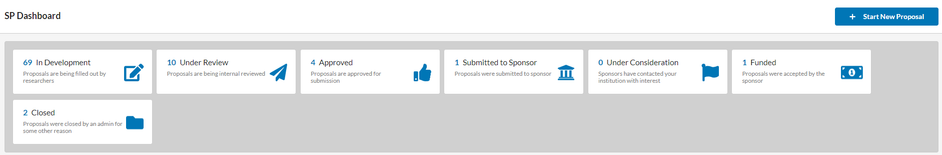 SP Dashboard
+ Start New Proposal
69 In Development
Proposals are being filled out by
researchers
10 Under Review
Proposals are being internal reviewed
4 Approved
Proposals are approved for
submission
1 Submitted to Sponsor
Proposals were submitted to sponsor
0 Under Consideration
Sponsors have contacted your
institution with interest
1 Funded
Proposals were accepted by the
sponsor
2 Closed
Proposals were closed by an admin for
some other reason